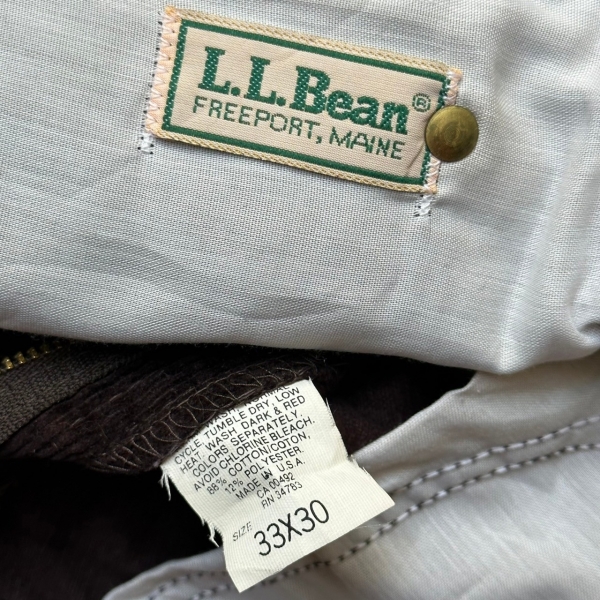 L.L.Bean®
FREEPORT, MAINE
CYCLE, TUMBLE DRY, LOW
HEAT, WASH DARK & RED
COLORS SEPARATELY,
AVOID CHLORINE BLEACH.
88% COTTON/COTON,
12% POLYESTER.
MADE IN U.S.A.
CA 00492
RN 34783
SIZE 33X30